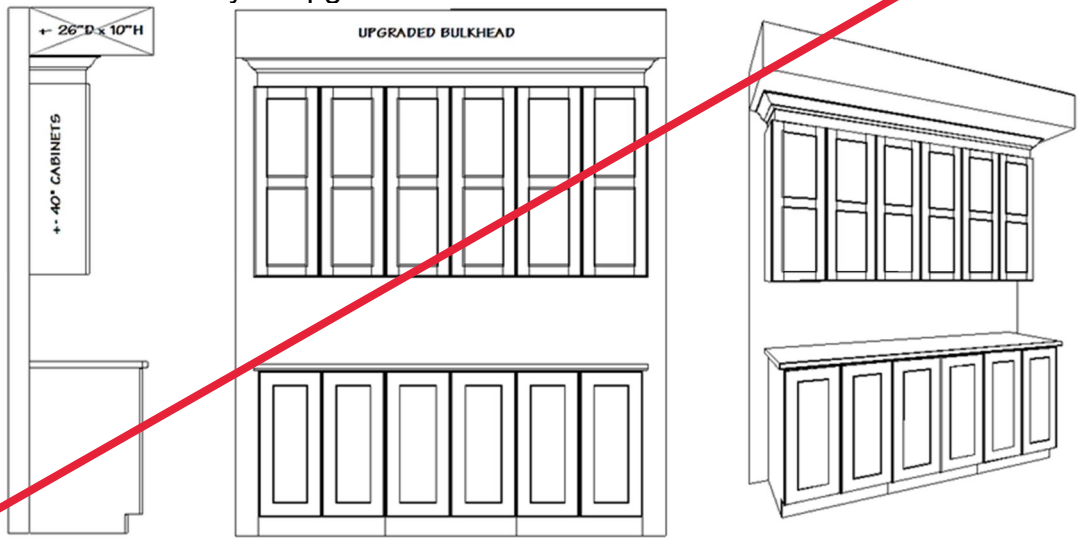 +- 26"D x 10"H
UPGRADED BULKHEAD
+- 40" CABINETS